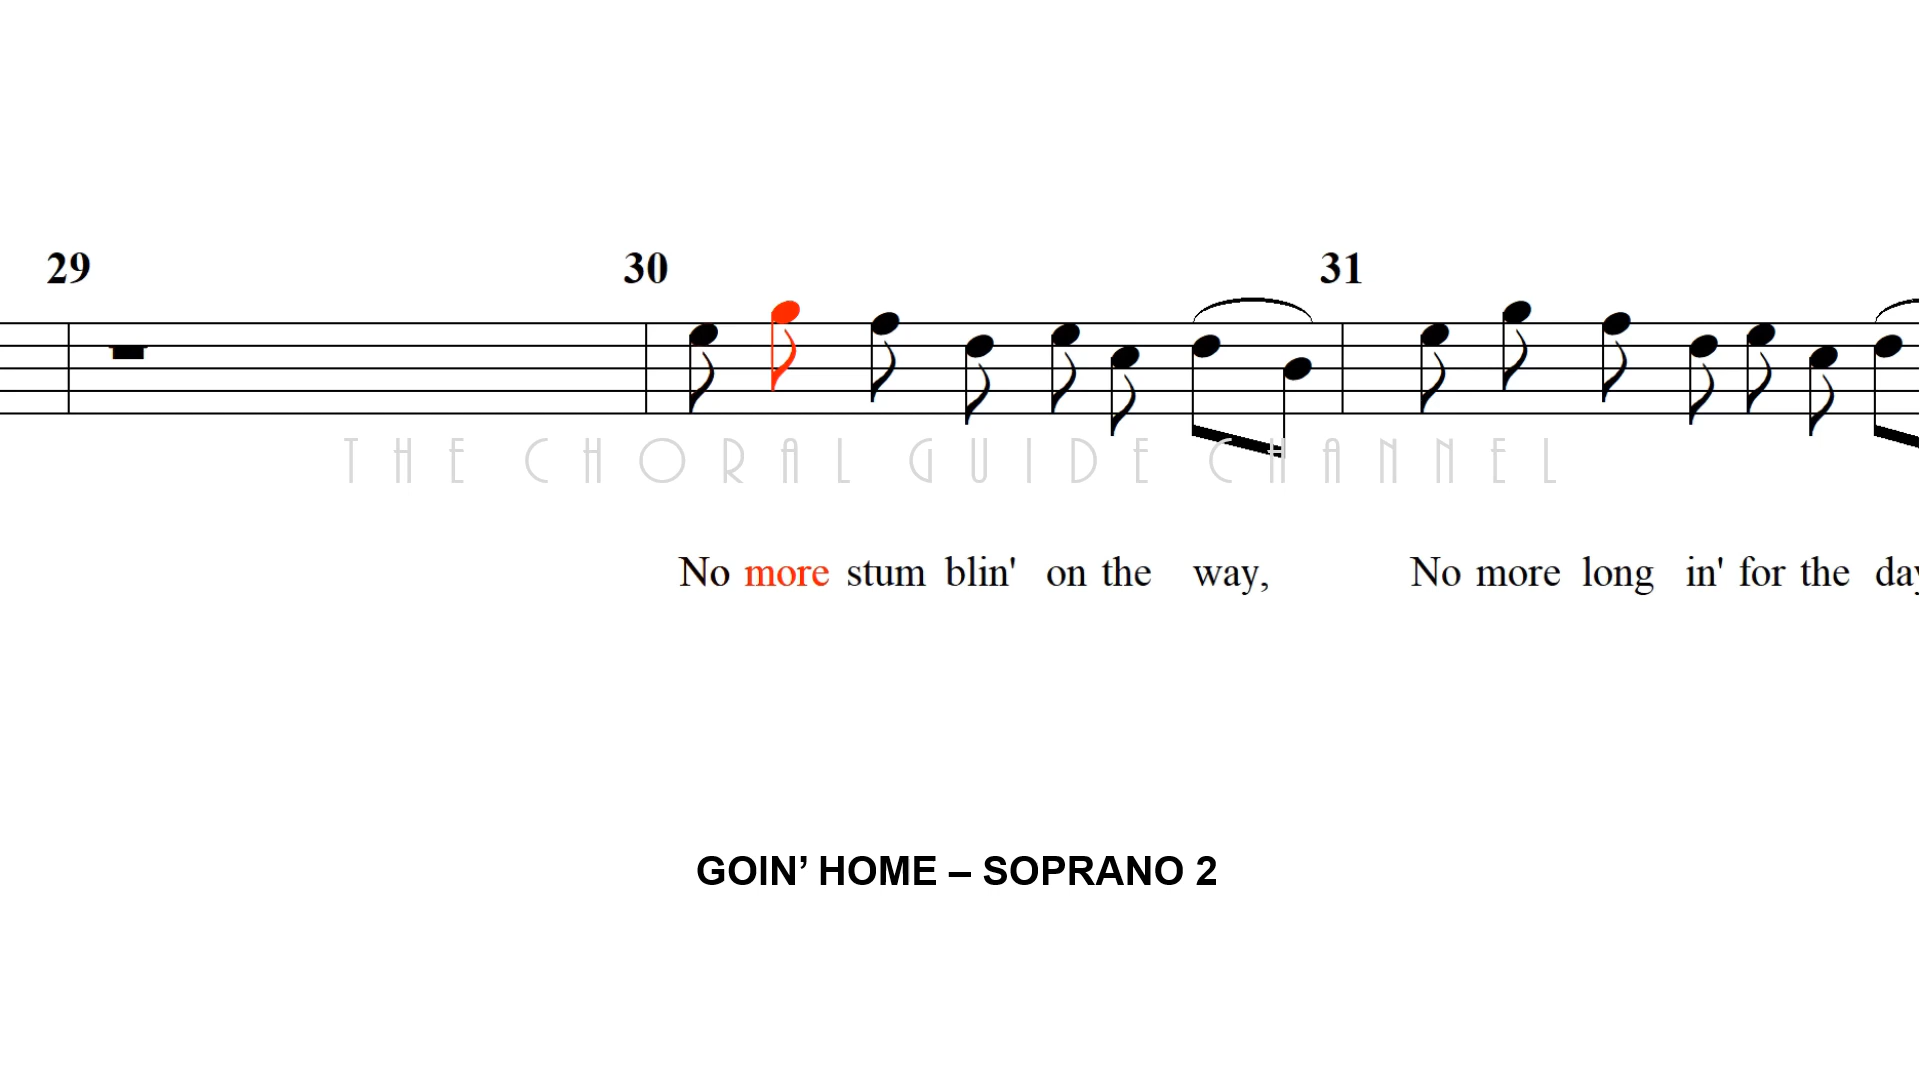 29 30 31
THE CHORAL GUIDE CHANNEL
No more stum blin' on the way, No more long in' for the day
GOIN’ HOME – SOPRANO 2